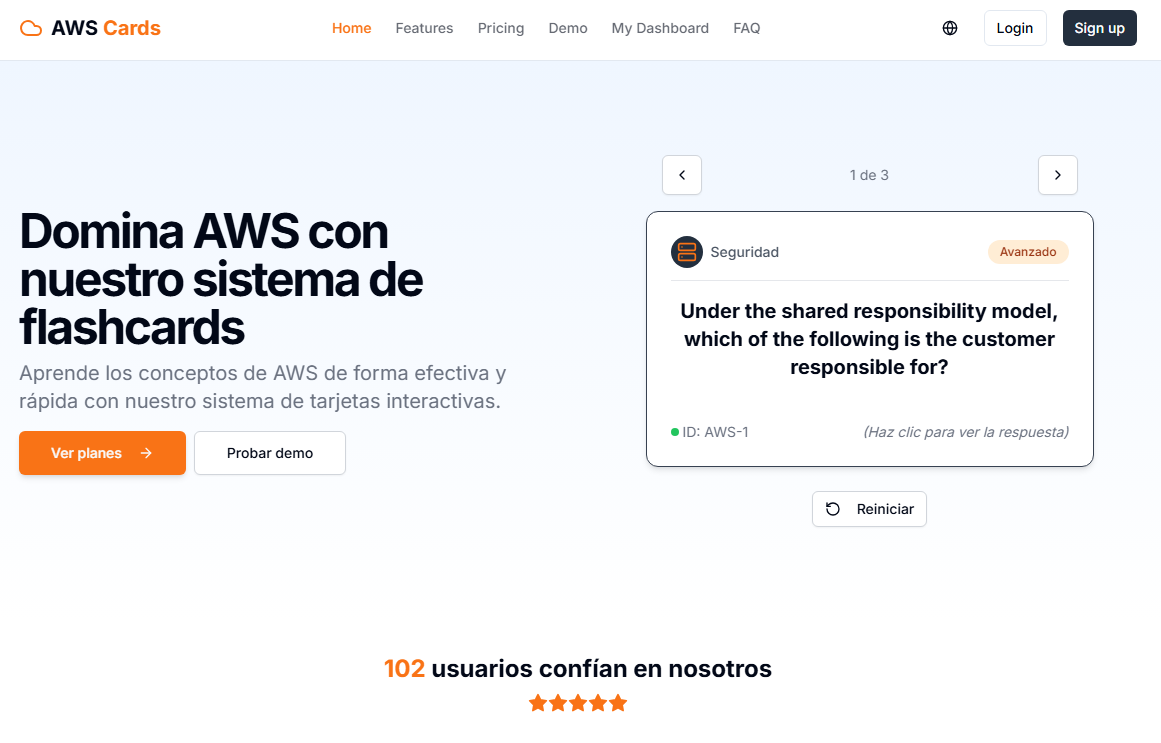 AWS Cards
Home Features Pricing Demo My Dashboard FAQ
Login
Sign up
Domina AWS con
nuestro sistema de
flashcards
Aprende los conceptos de AWS de forma efectiva y
rápida con nuestro sistema de tarjetas interactivas.
Ver planes
Probar demo
1 de 3
Seguridad
Avanzado
Under the shared responsibility model,
which of the following is the customer
responsible for?
ID: AWS-1
(Haz clic para ver la respuesta)
Reiniciar
102 usuarios confían en nosotros